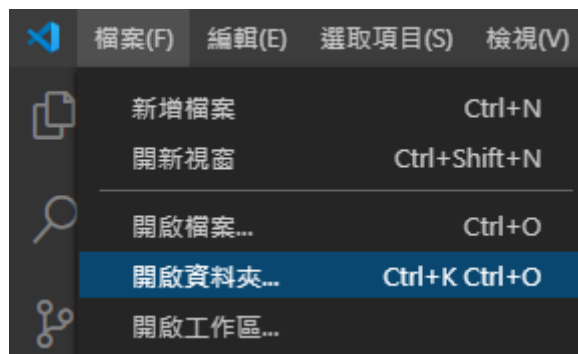 檔案(F) 編輯(E) 選取項目(S) 檢視(V)
新增檔案 Ctrl+N
開新視窗 Ctrl+Shift+N
開啟檔案... Ctrl+O
開啟資料夾... Ctrl+K Ctrl+O
開啟工作區...